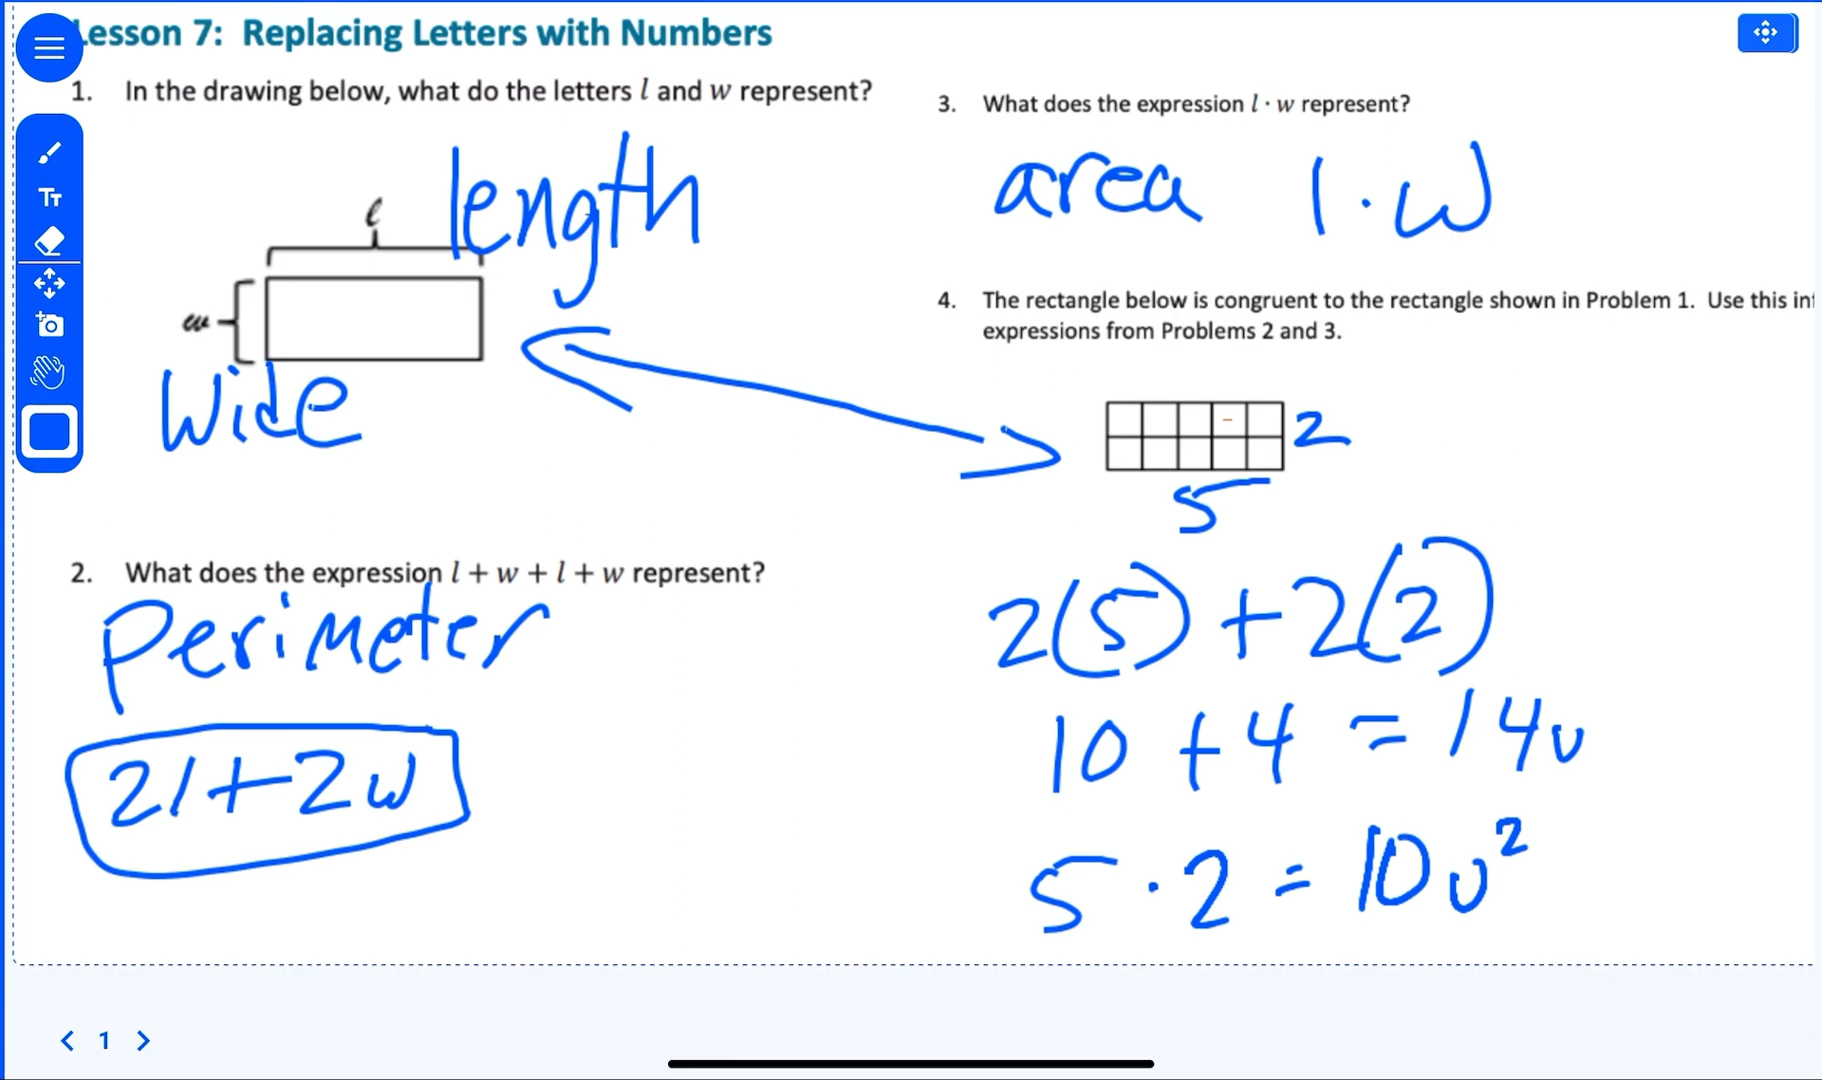 Lesson 7: Replacing Letters with Numbers
1. In the drawing below, what do the letters l and w represent?
length
l
w
Wide
2. What does the expression l + w + l + w represent?
Perimeter
2l+2w
3. What does the expression l · w represent?
area l·w
4. The rectangle below is congruent to the rectangle shown in Problem 1. Use this
expressions from Problems 2 and 3.
2
5
2(5)+2(2)
10+4=14u
5·2=10u²
TT
1